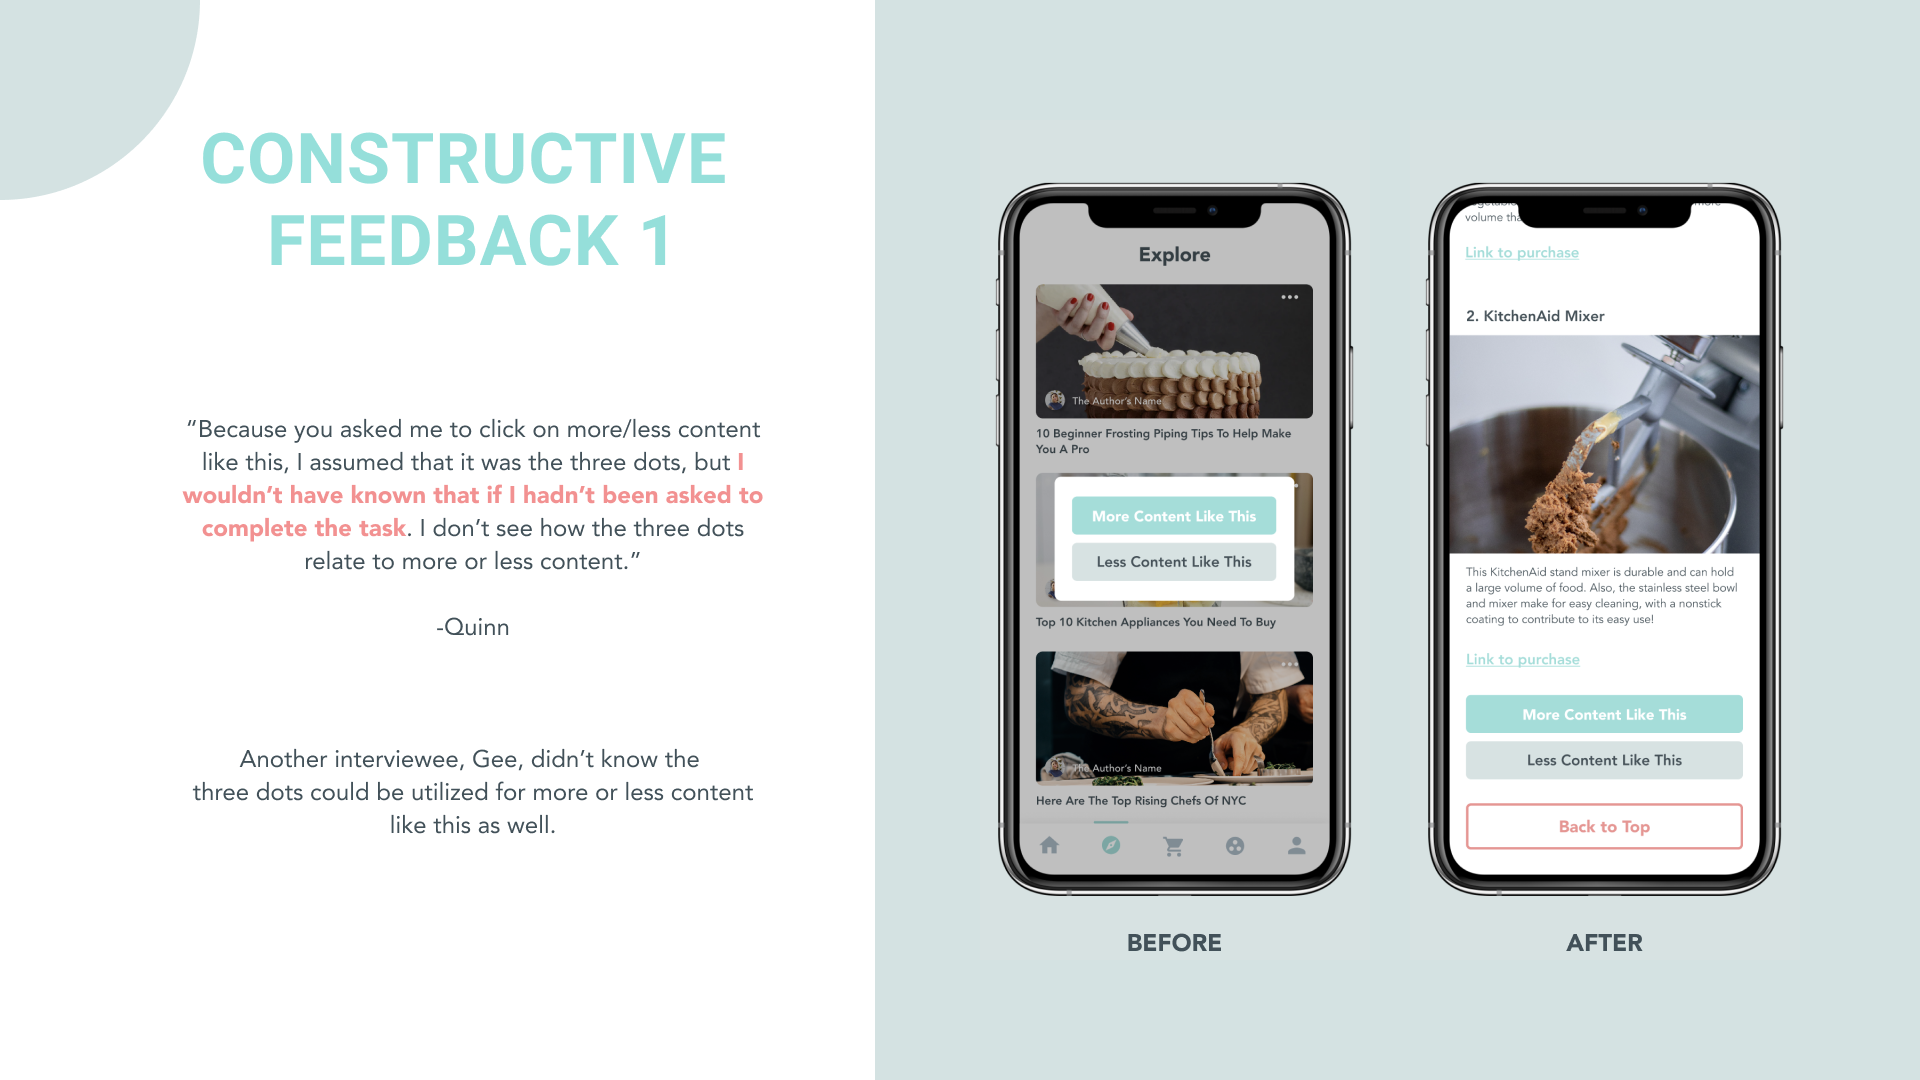 CONSTRUCTIVE
FEEDBACK 1
“Because you asked me to click on more/less content
like this, I assumed that it was the three dots, but I
wouldn’t have known that if I hadn’t been asked to
complete the task. I don’t see how the three dots
relate to more or less content.”
-Quinn
Another interviewee, Gee, didn’t know the
three dots could be utilized for more or less content
like this as well.
Explore
The Author’s Name
10 Beginner Frosting Piping Tips To Help Make
You A Pro
More Content Like This
Less Content Like This
Top 10 Kitchen Appliances You Need To Buy
The Author’s Name
Here Are The Top Rising Chefs Of NYC
BEFORE
more
volume
Link to purchase
2. KitchenAid Mixer
This KitchenAid stand mixer is durable and can hold
a large volume of food. Also, the stainless steel bowl
and mixer make for easy cleaning, with a nonstick
coating to contribute to its easy use!
Link to purchase
More Content Like This
Less Content Like This
Back to Top
AFTER